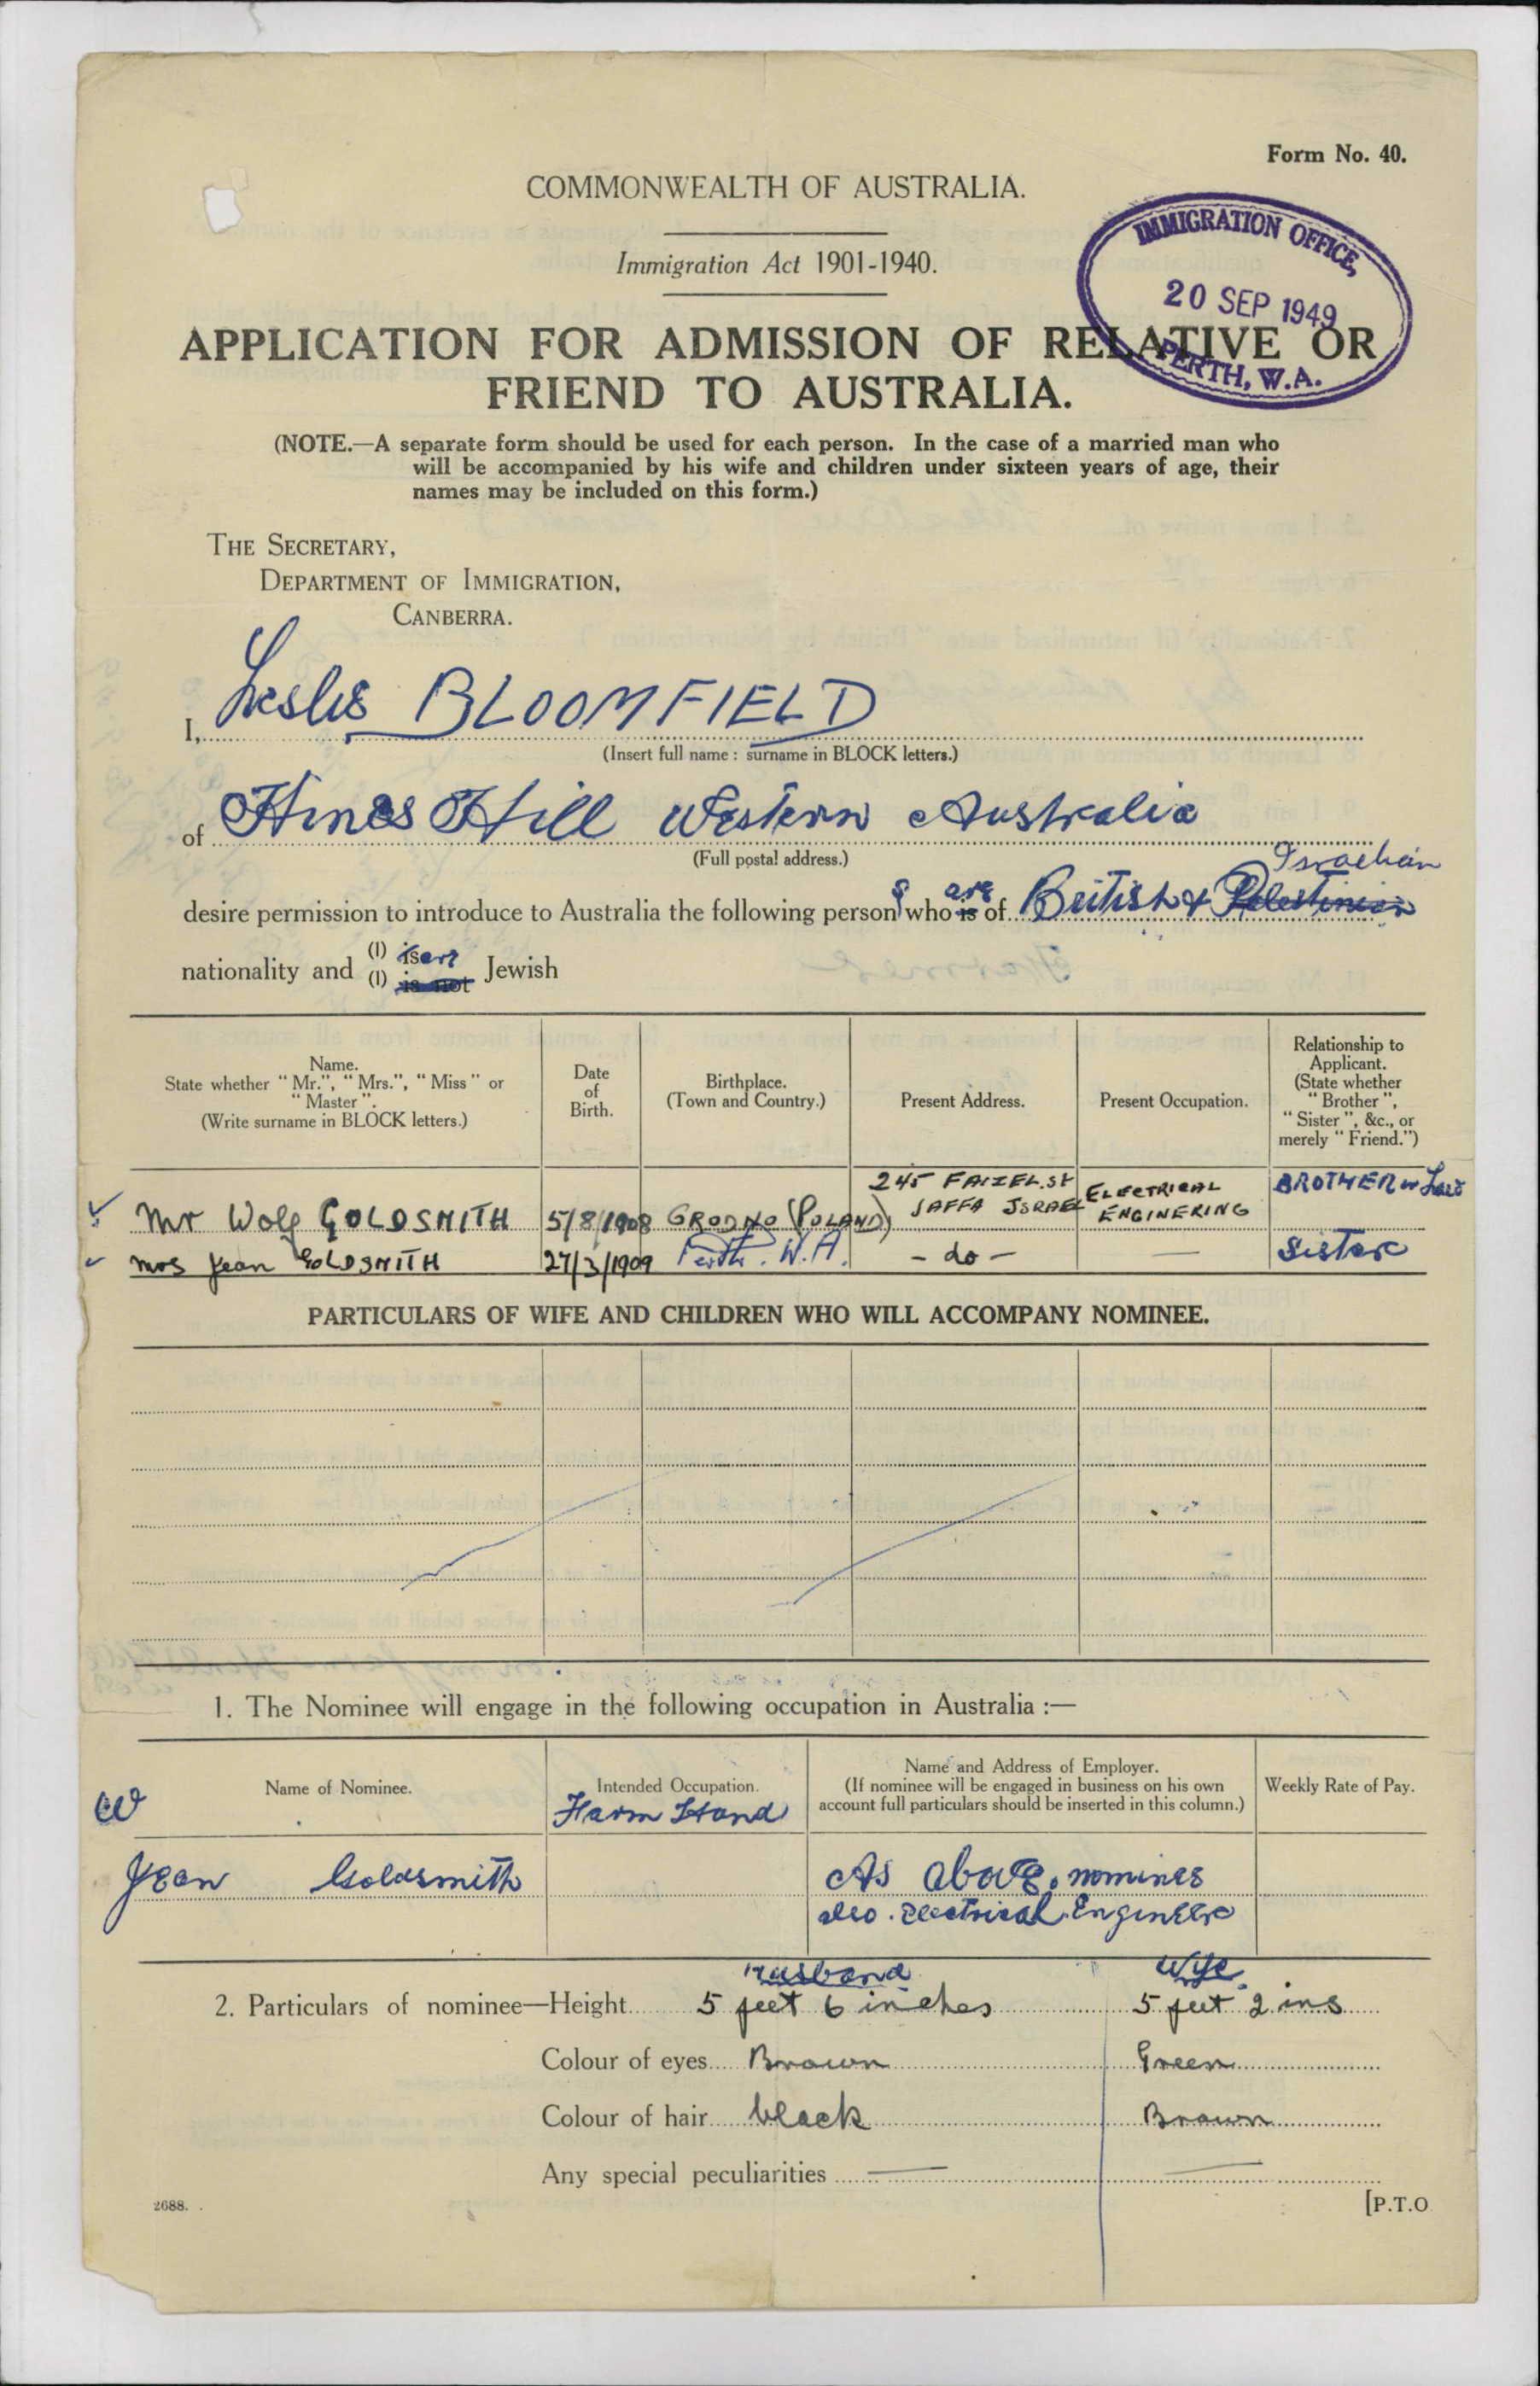 Form No. 40.
COMMONWEALTH OF AUSTRALIA.
Immigration Act 1901-1940.
IMMIGRATION OFFICE,
20 SEP 1949
PERTH, W.A.
APPLICATION FOR ADMISSION OF RELATIVE OR
FRIEND TO AUSTRALIA.
(NOTE.—A separate form should be used for each person. In the case of a married man who
will be accompanied by his wife and children under sixteen years of age, their
names may be included on this form.)
THE SECRETARY,
DEPARTMENT OF IMMIGRATION,
CANBERRA.
I, Leslie BLOOMFIELD
(Insert full name : surname in BLOCK letters.)
of Hines Hill Western Australia
(Full postal address.)
Israelian
desire permission to introduce to Australia the following persons who is are of British & Palestinian
nationality and (1) is are Jewish
(1) is not
Name.
State whether "Mr.", "Mrs.", "Miss" or
"Master".
(Write surname in BLOCK letters.)
Date
of
Birth.
Birthplace.
(Town and Country.)
Present Address.
Present Occupation.
Relationship to
Applicant.
(State whether
"Brother",
"Sister", &c., or
merely "Friend.")
Mr Wolf GOLDSMITH 5/8/1908 GRODNO (POLAND) 245 FAIZEL. St JAFFA ISRAEL ELECTRICAL ENGINERING BROTHER in Law
Mrs Jean GOLDSMITH 27/3/1909 Perth. W.A. - do - — Sister
PARTICULARS OF WIFE AND CHILDREN WHO WILL ACCOMPANY NOMINEE.
1. The Nominee will engage in the following occupation in Australia :—
Name of Nominee.
Intended Occupation.
Name and Address of Employer.
(If nominee will be engaged in business on his own
account full particulars should be inserted in this column.)
Weekly Rate of Pay.
W
Farm Hand
Jean Goldsmith As above, nominee
also. Electrical Engineer
Husband Wife
2. Particulars of nominee—Height 5 feet 6 inches 5 feet 2 ins
Colour of eyes Brown Green
Colour of hair black Brown
Any special peculiarities — —
2688.
[P.T.O